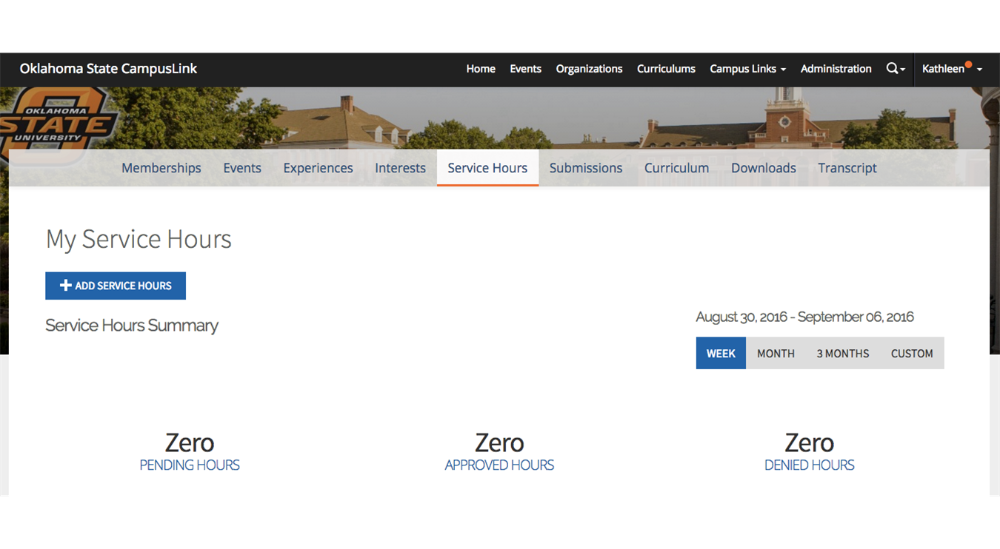 Oklahoma State CampusLink Home Events Organizations Curriculums Campus Links Administration Kathleen
OKLAHOMA
STATE
UNIVERSITY
Memberships Events Experiences Interests Service Hours Submissions Curriculum Downloads Transcript
My Service Hours
ADD SERVICE HOURS
Service Hours Summary
August 30, 2016 - September 06, 2016
WEEK MONTH 3 MONTHS CUSTOM
Zero Zero Zero
PENDING HOURS APPROVED HOURS DENIED HOURS